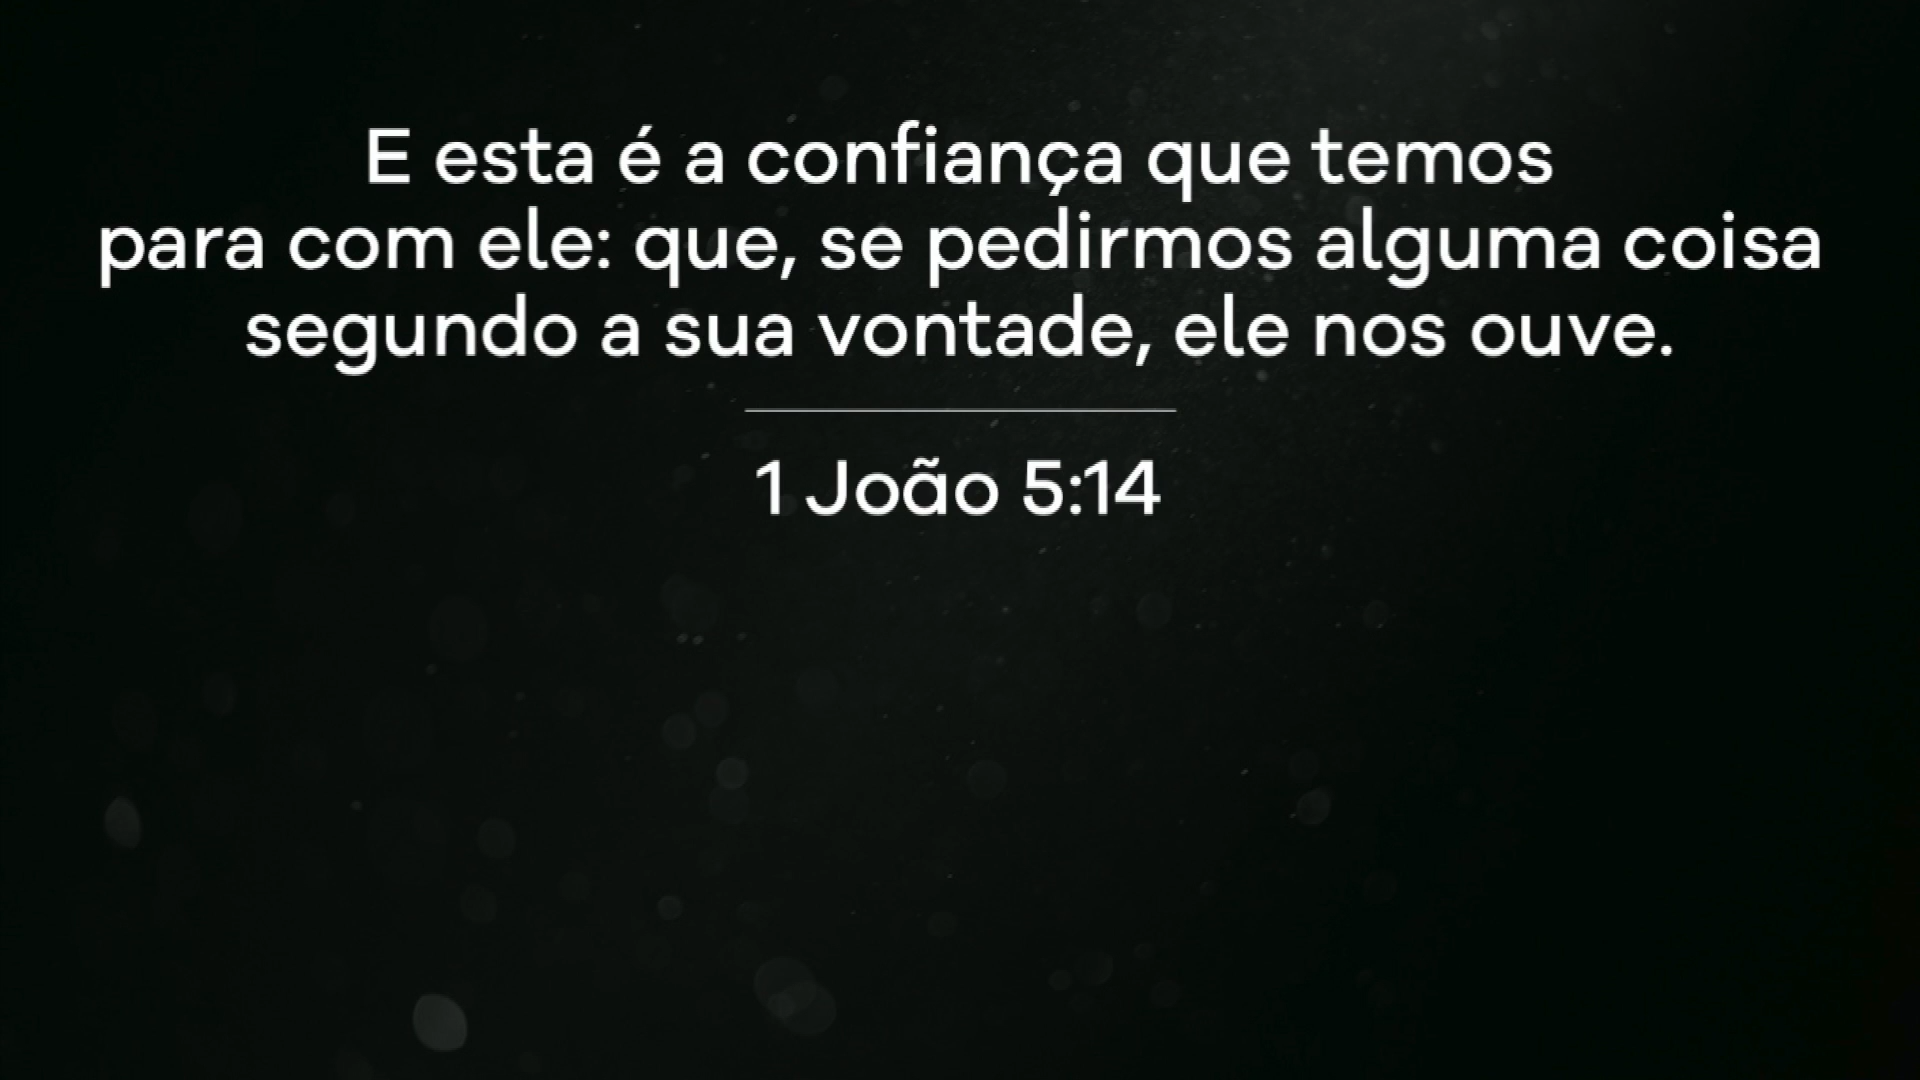 E esta é a confiança que temos
para com ele: que, se pedirmos alguma coisa
segundo a sua vontade, ele nos ouve.
1 João 5:14